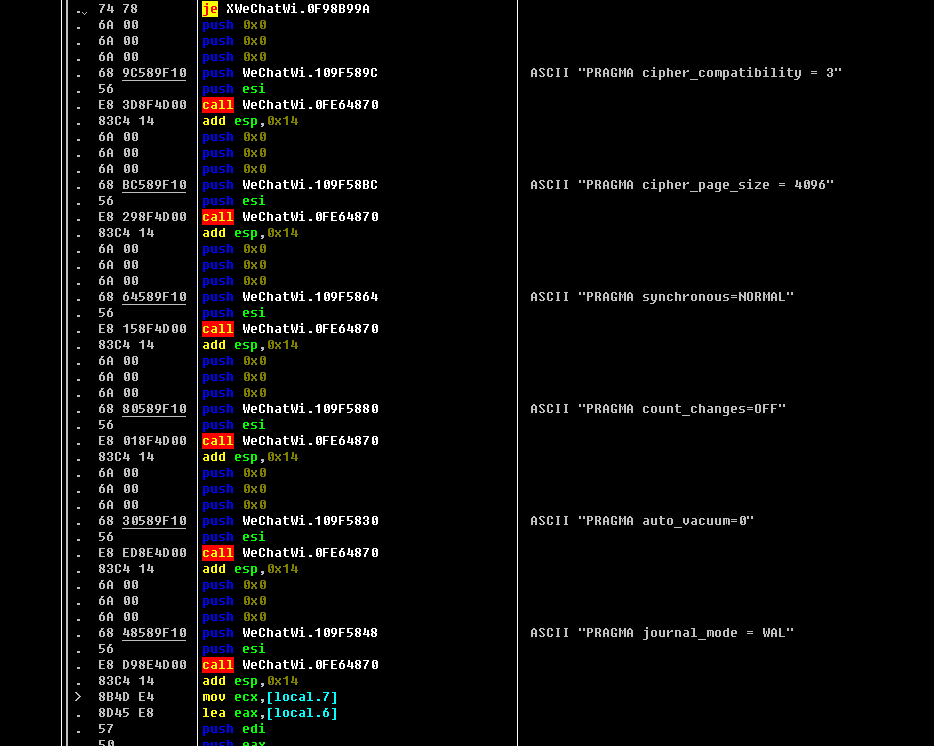 .⌄ 74 78 je XWeChatWi.0F98B99A
. 6A 00 push 0x0
. 6A 00 push 0x0
. 6A 00 push 0x0
. 68 9C589F10 push WeChatWi.109F589C ASCII "PRAGMA cipher_compatibility = 3"
. 56 push esi
. E8 3D8F4D00 call WeChatWi.0FE64870
. 83C4 14 add esp,0x14
. 6A 00 push 0x0
. 6A 00 push 0x0
. 6A 00 push 0x0
. 68 BC589F10 push WeChatWi.109F58BC ASCII "PRAGMA cipher_page_size = 4096"
. 56 push esi
. E8 298F4D00 call WeChatWi.0FE64870
. 83C4 14 add esp,0x14
. 6A 00 push 0x0
. 6A 00 push 0x0
. 6A 00 push 0x0
. 68 64589F10 push WeChatWi.109F5864 ASCII "PRAGMA synchronous=NORMAL"
. 56 push esi
. E8 158F4D00 call WeChatWi.0FE64870
. 83C4 14 add esp,0x14
. 6A 00 push 0x0
. 6A 00 push 0x0
. 6A 00 push 0x0
. 68 80589F10 push WeChatWi.109F5880 ASCII "PRAGMA count_changes=OFF"
. 56 push esi
. E8 018F4D00 call WeChatWi.0FE64870
. 83C4 14 add esp,0x14
. 6A 00 push 0x0
. 6A 00 push 0x0
. 6A 00 push 0x0
. 68 30589F10 push WeChatWi.109F5830 ASCII "PRAGMA auto_vacuum=0"
. 56 push esi
. E8 ED8E4D00 call WeChatWi.0FE64870
. 83C4 14 add esp,0x14
. 6A 00 push 0x0
. 6A 00 push 0x0
. 6A 00 push 0x0
. 68 48589F10 push WeChatWi.109F5848 ASCII "PRAGMA journal_mode = WAL"
. 56 push esi
. E8 D98E4D00 call WeChatWi.0FE64870
. 83C4 14 add esp,0x14
> 8B4D E4 mov ecx,[local.7]
. 8D45 E8 lea eax,[local.6]
. 57 push edi
. 50 push eax